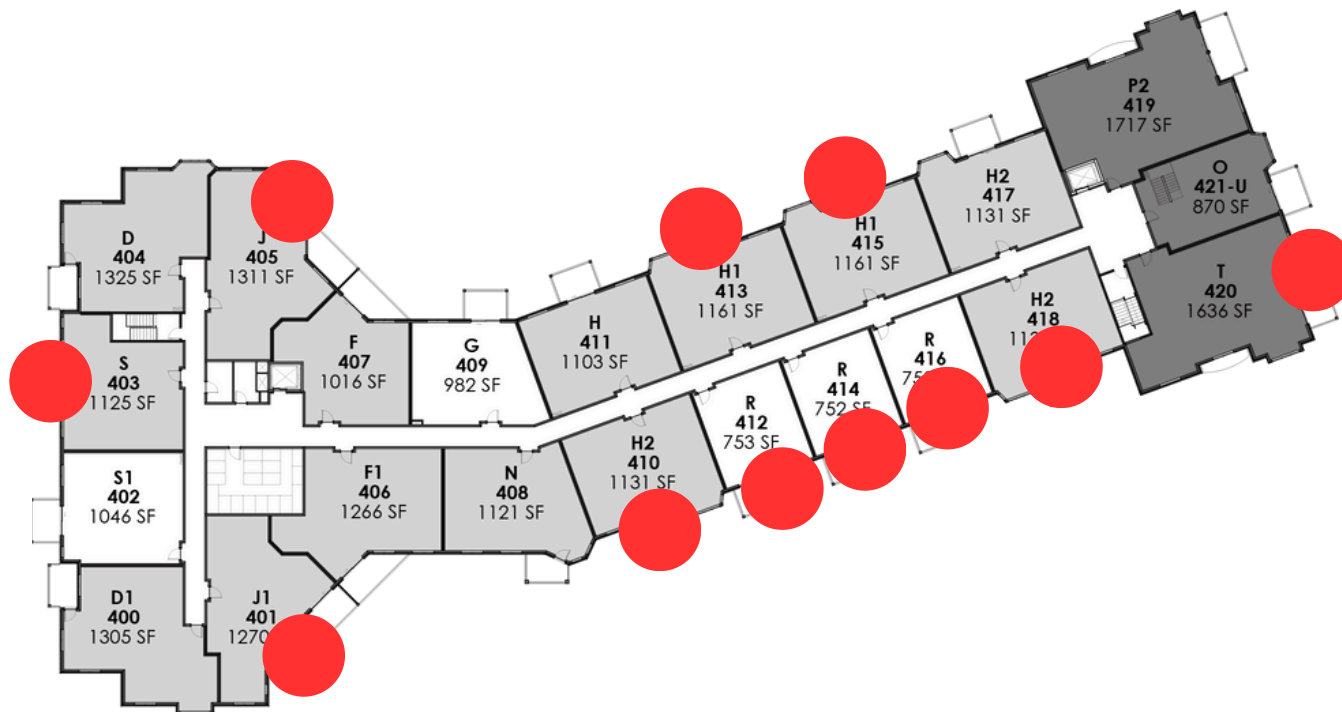 P2
419
1717 SF
O
421-U
870 SF
T
420
1636 SF
H2
417
1131 SF
H1
415
1161 SF
H1
413
1161 SF
H
411
1103 SF
G
409
982 SF
F
407
1016 SF
405
1311 SF
D
404
1325 SF
S
403
1125 SF
S1
402
1046 SF
D1
400
1305 SF
J1
401
1270
F1
406
1266 SF
N
408
1121 SF
H2
410
1131 SF
R
412
753 SF
R
414
752 SF
R
416
H2
418